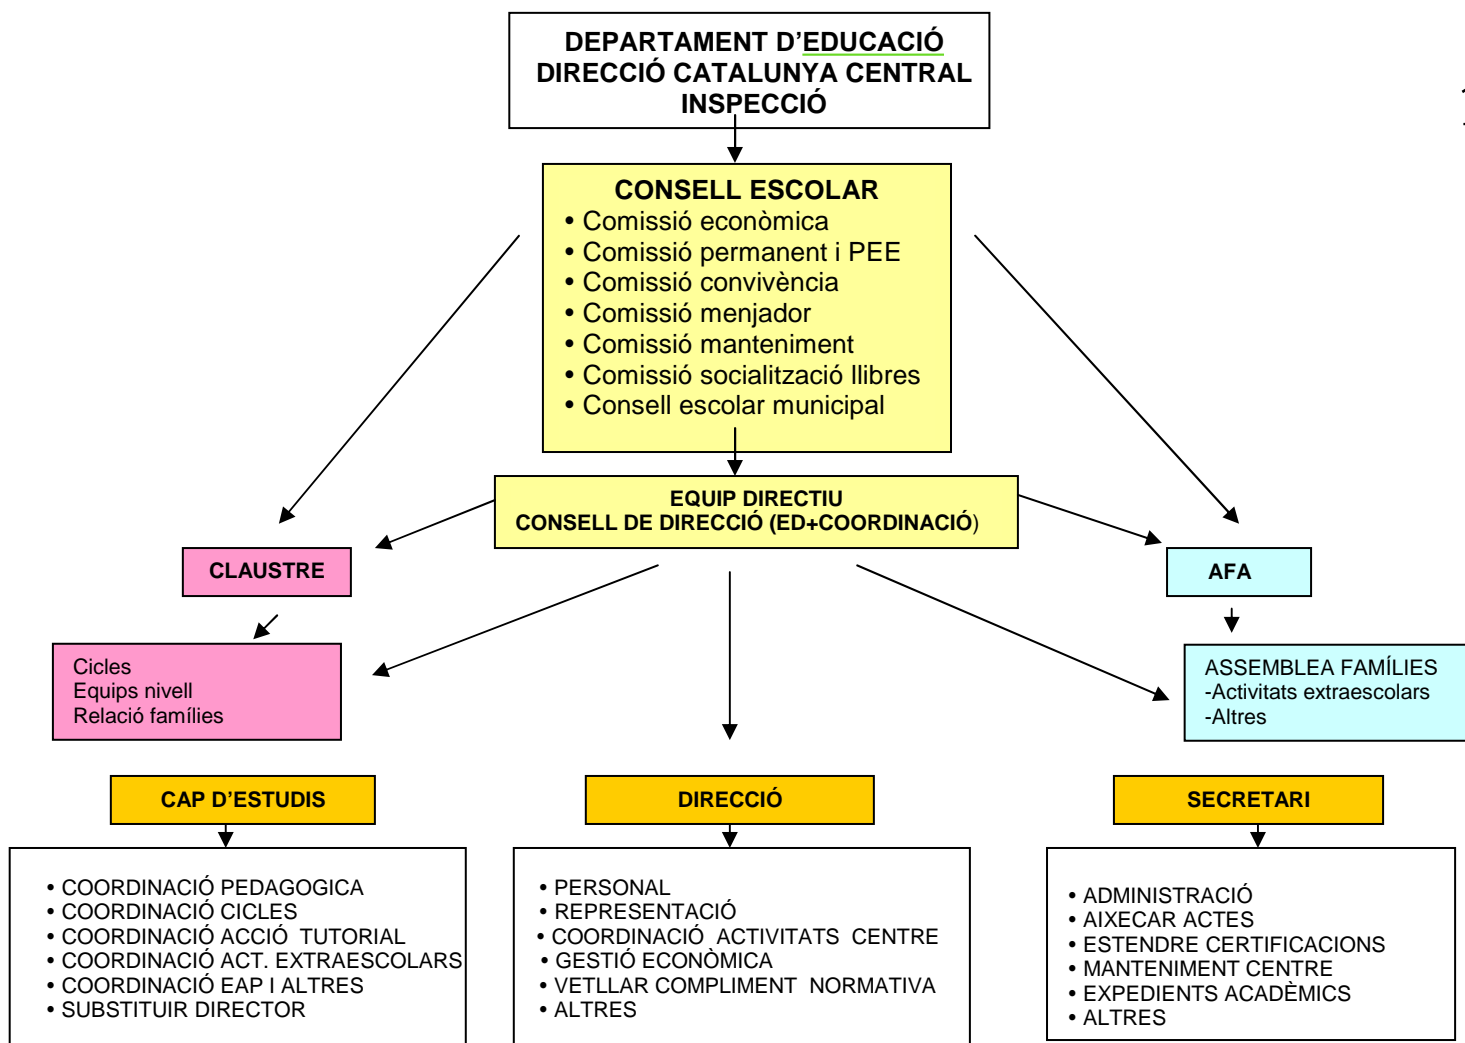 DEPARTAMENT D'EDUCACIÓ
DIRECCIÓ CATALUNYA CENTRAL
INSPECCIÓ
CONSELL ESCOLAR
• Comissió econòmica
• Comissió permanent i PEE
• Comissió convivència
• Comissió menjador
• Comissió manteniment
• Comissió socialització llibres
• Consell escolar municipal
EQUIP DIRECTIU
CONSELL DE DIRECCIÓ (ED+COORDINACIÓ)
CLAUSTRE
AFA
Cicles
Equips nivell
Relació famílies
ASSEMBLEA FAMÍLIES
-Activitats extraescolars
-Altres
CAP D'ESTUDIS
DIRECCIÓ
SECRETARI
• COORDINACIÓ PEDAGOGICA
• COORDINACIÓ CICLES
• COORDINACIÓ ACCIÓ TUTORIAL
• COORDINACIÓ ACT. EXTRAESCOLARS
• COORDINACIÓ EAP I ALTRES
• SUBSTITUIR DIRECTOR
• PERSONAL
• REPRESENTACIÓ
• COORDINACIÓ ACTIVITATS CENTRE
• GESTIÓ ECONÒMICA
• VETLLAR COMPLIMENT NORMATIVA
• ALTRES
• ADMINISTRACIÓ
• AIXECAR ACTES
• ESTENDRE CERTIFICACIONS
• MANTENIMENT CENTRE
• EXPEDIENTS ACADÈMICS
• ALTRES